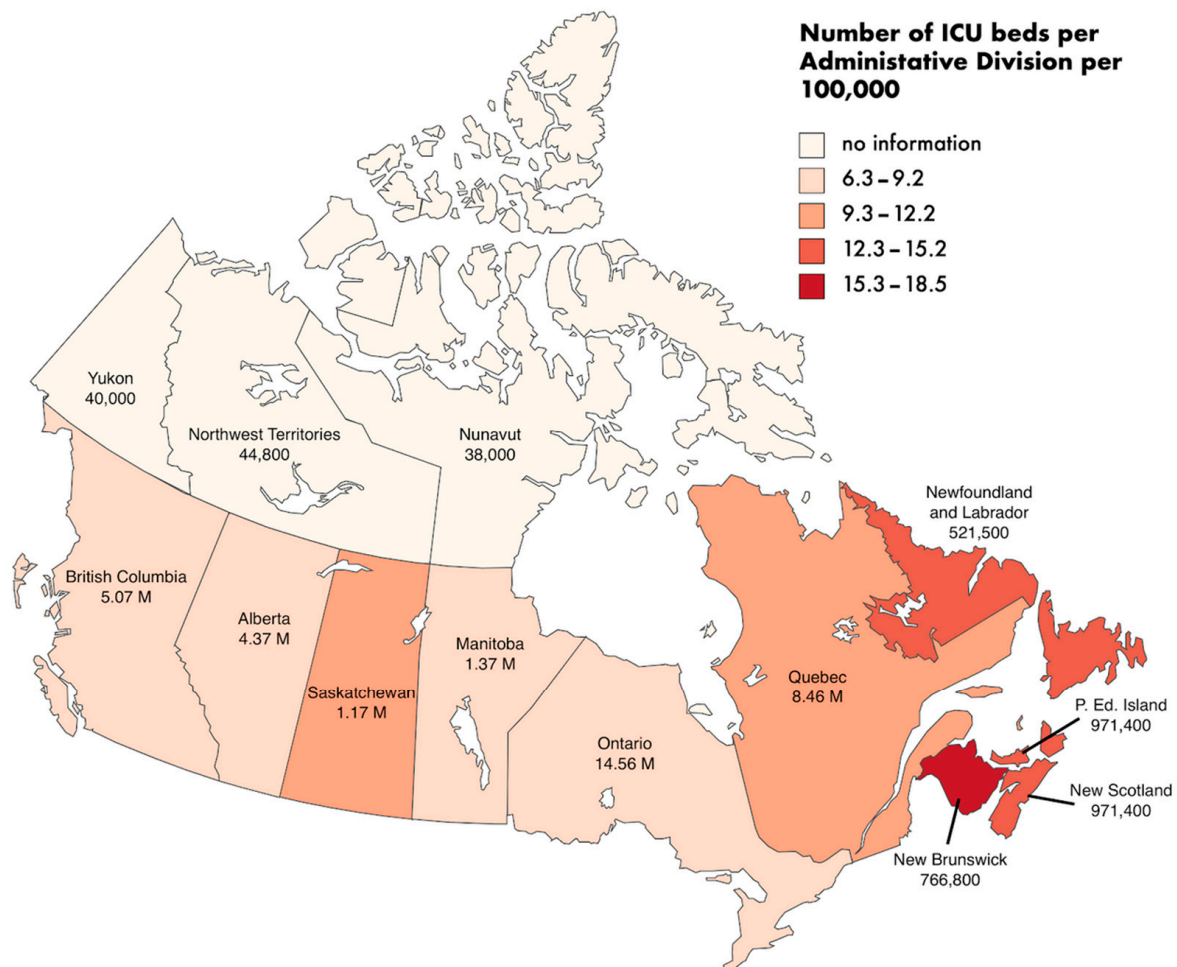 Number of ICU beds per
Administative Division per
100,000
no information
6.3 – 9.2
9.3 – 12.2
12.3 – 15.2
15.3 – 18.5
Yukon
40,000
Northwest Territories
44,800
Nunavut
38,000
Newfoundland
and Labrador
521,500
British Columbia
5.07 M
Alberta
4.37 M
Saskatchewan
1.17 M
Manitoba
1.37 M
Ontario
14.56 M
Quebec
8.46 M
P. Ed. Island
971,400
New Scotland
971,400
New Brunswick
766,800